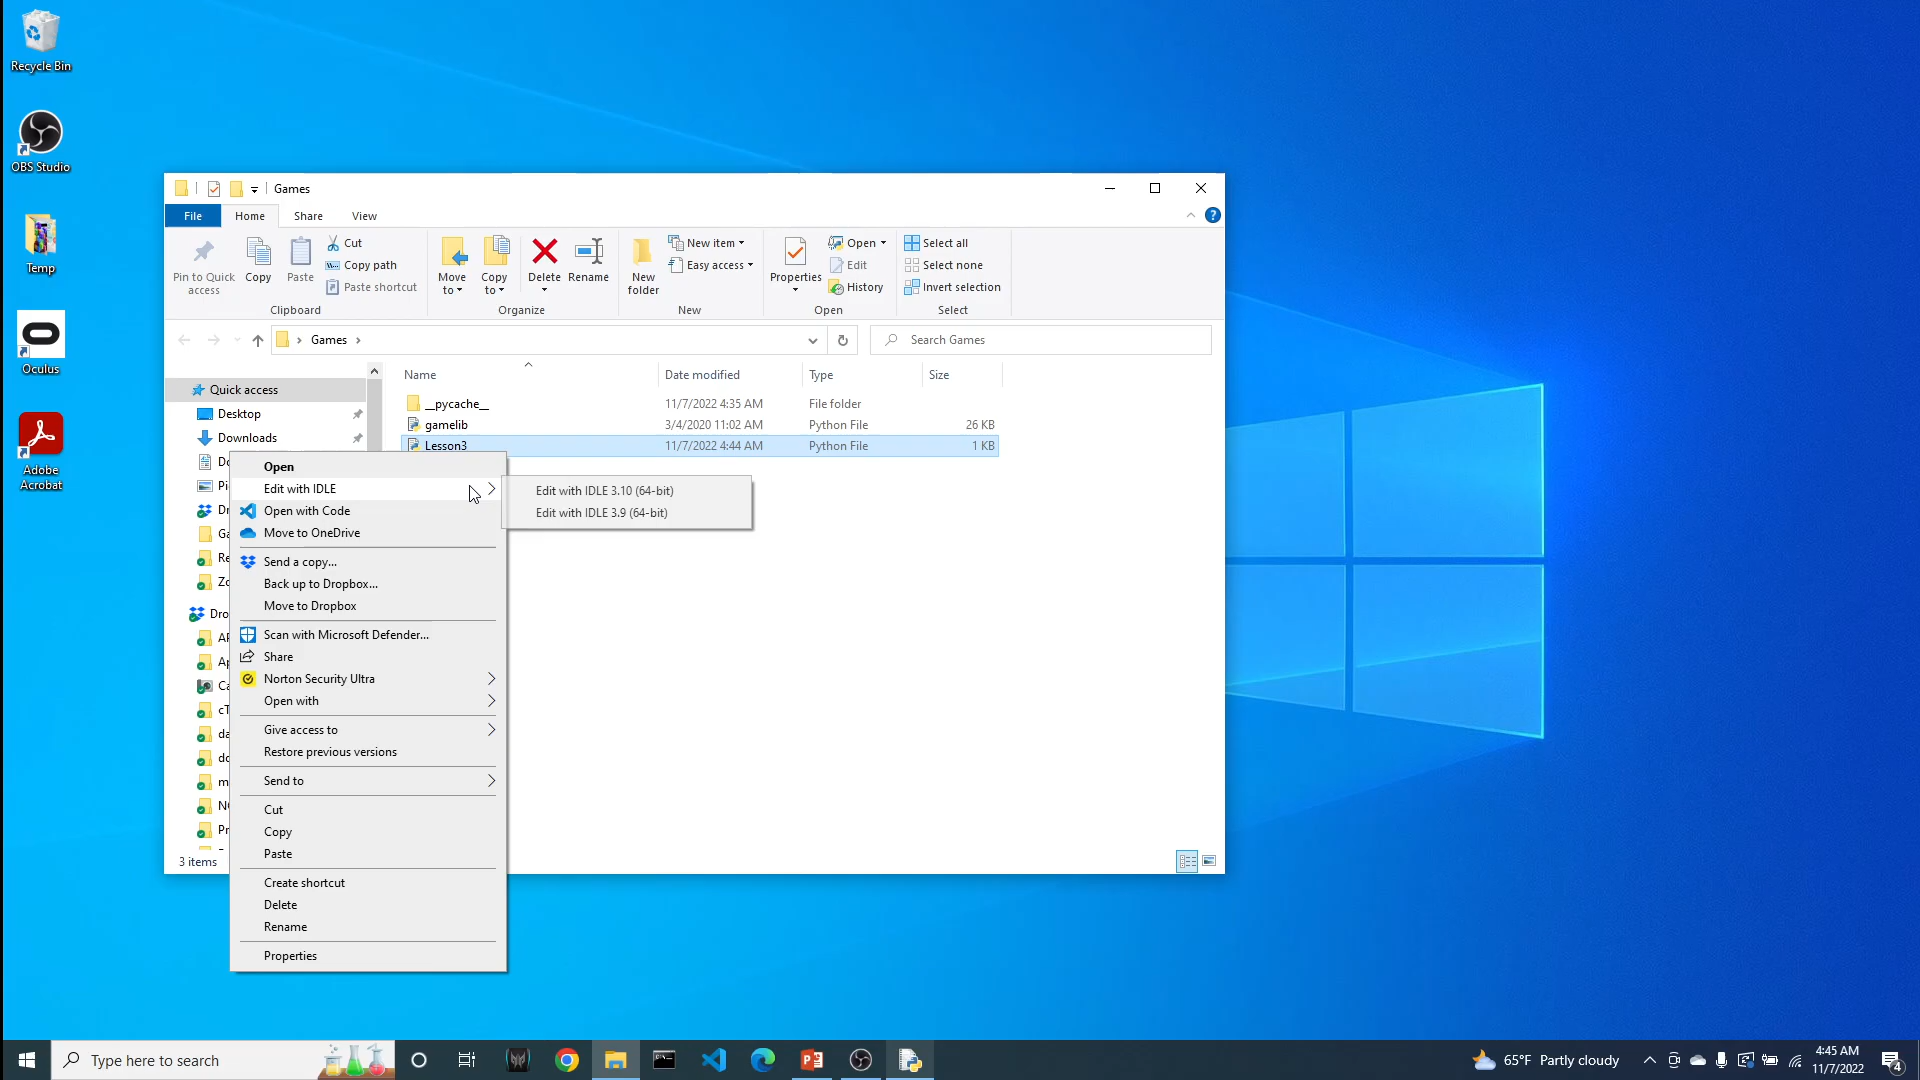 Recycle Bin
OBS Studio
Temp
Oculus
Adobe
Acrobat
Games
File
Home
Share
View
Pin to Quick
access
Copy
Paste
Cut
Copy path
Paste shortcut
Clipboard
Move
to
Copy
to
Delete
Rename
Organize
New
folder
New item
Easy access
New
Properties
Open
Edit
History
Open
Select all
Select none
Invert selection
Select
Games
Search Games
Name
Date modified
Type
Size
__pycache__ 11/7/2022 4:35 AM File folder
gamelib 3/4/2020 11:02 AM Python File 26 KB
Lesson3 11/7/2022 4:44 AM Python File 1 KB
Quick access
Desktop
Downloads
3 items
Open
Edit with IDLE
Open with Code
Move to OneDrive
Send a copy...
Back up to Dropbox...
Move to Dropbox
Scan with Microsoft Defender...
Share
Norton Security Ultra
Open with
Give access to
Restore previous versions
Send to
Cut
Copy
Paste
Create shortcut
Delete
Rename
Properties
Edit with IDLE 3.10 (64-bit)
Edit with IDLE 3.9 (64-bit)
Type here to search
65°F Partly cloudy
4:45 AM
11/7/2022
4